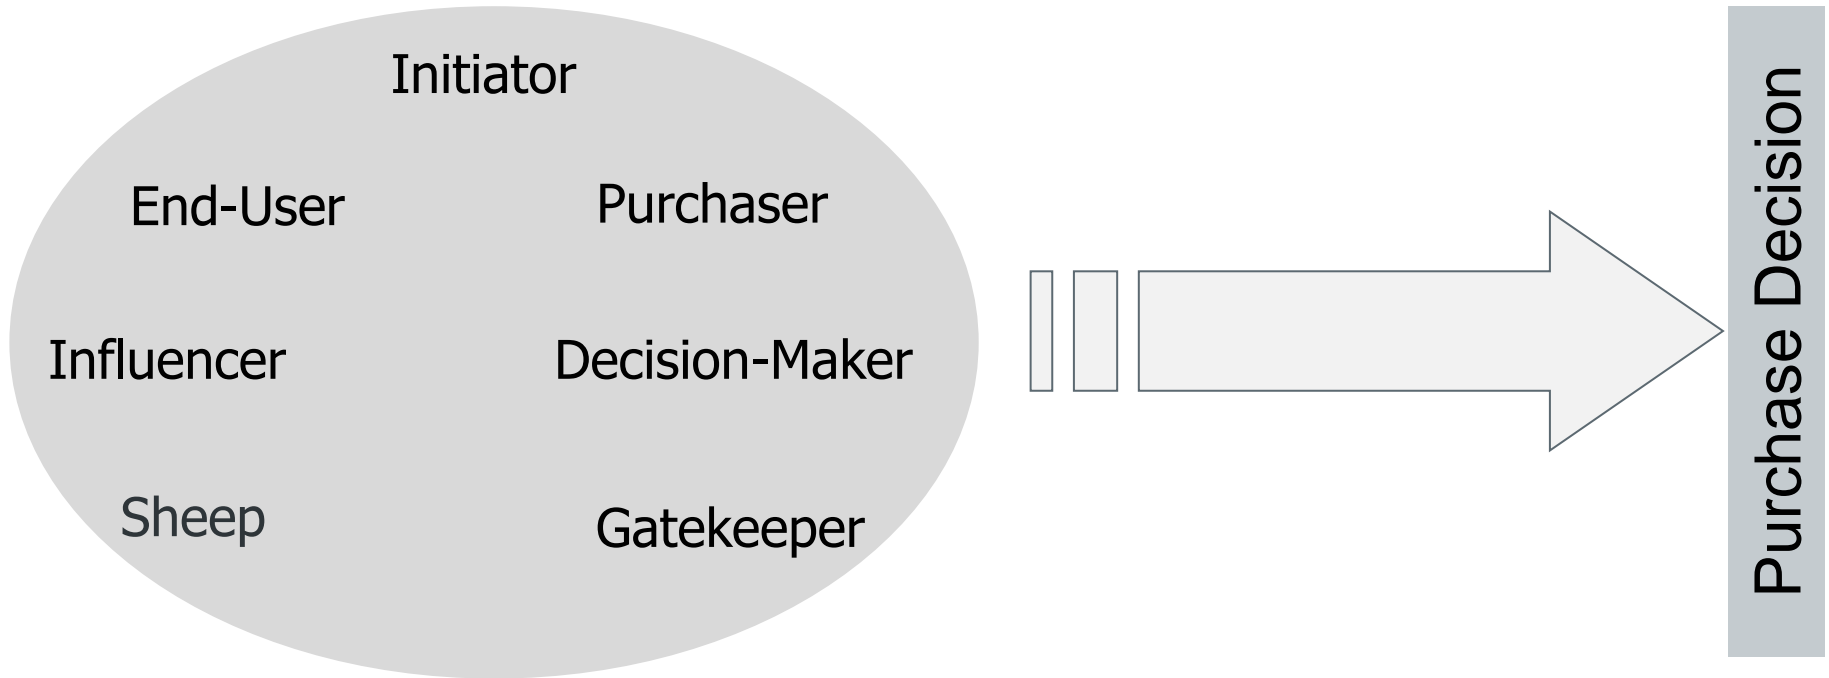 Initiator
End-User
Purchaser
Influencer
Decision-Maker
Sheep
Gatekeeper
Purchase Decision